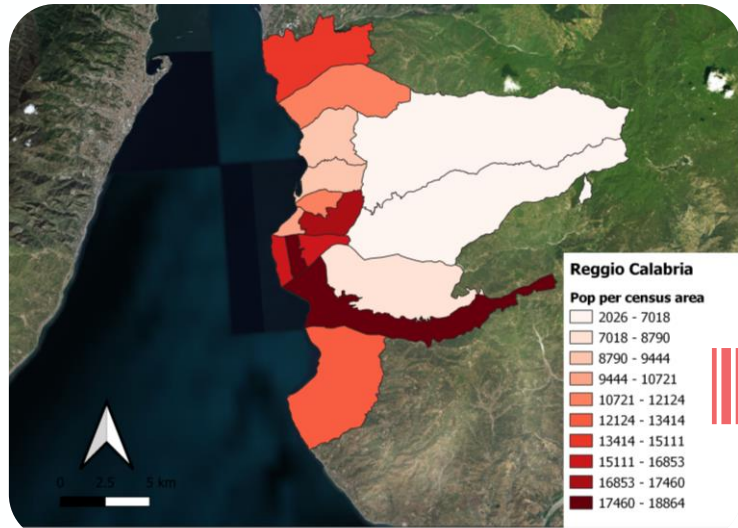 Reggio Calabria
Pop per census area
2026 - 7018
7018 - 8790
8790 - 9444
9444 - 10721
10721 - 12124
12124 - 13414
13414 - 15111
15111 - 16853
16853 - 17460
17460 - 18864
0 2,5 5 km